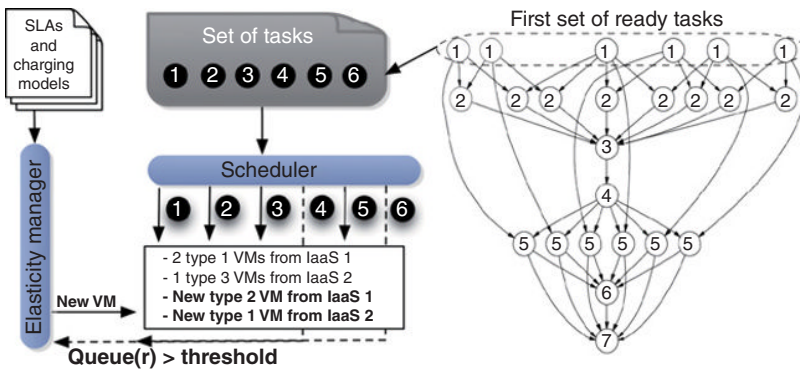 SLAs
and
charging
models
Set of tasks
1 2 3 4 5 6
Scheduler
1 2 3 4 5 6
Elasticity manager
New VM
- 2 type 1 VMs from IaaS 1
- 1 type 3 VMs from IaaS 2
- New type 2 VM from IaaS 1
- New type 1 VM from IaaS 2
Queue(r) > threshold
First set of ready tasks
1 1 1 1 1 1
2 2 2 2 2 2 2 2
3
4
5 5 5 5 5 5
6
7